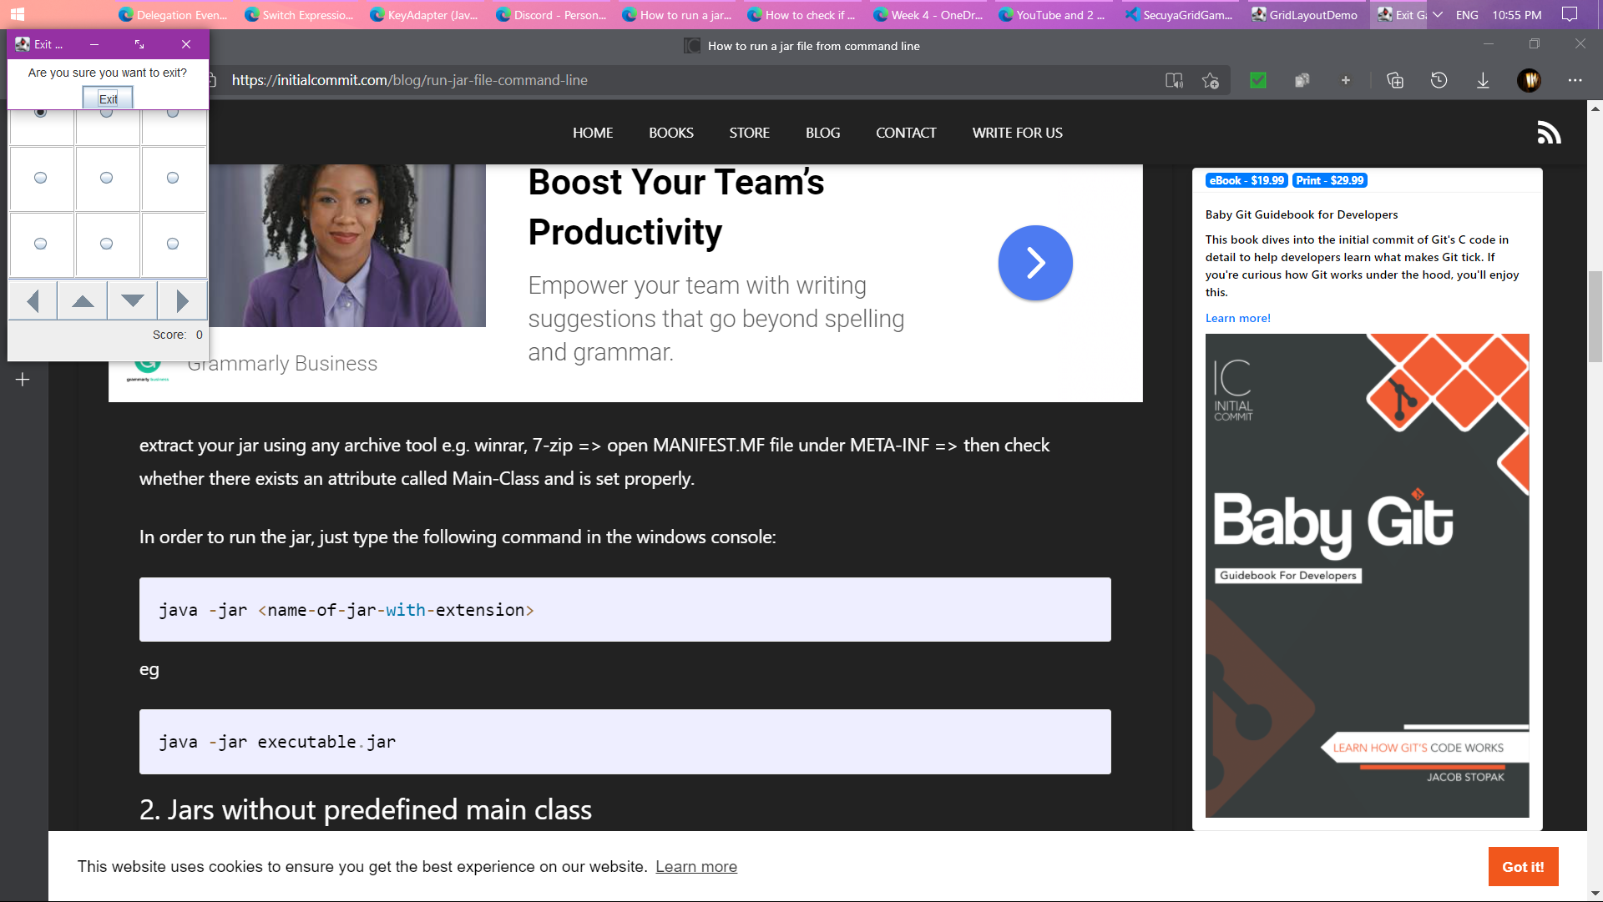 Delegation Even...
Switch Expressio...
KeyAdapter (Jav...
Discord - Person...
How to run a jar...
How to check if ...
Week 4 - OneDr...
YouTube and 2 ...
SecuyaGridGam...
GridLayoutDemo
Exit Ga
ENG
10:55 PM
Exit ...
How to run a jar file from command line
Are you sure you want to exit?
Exit
https://initialcommit.com/blog/run-jar-file-command-line
HOME
BOOKS
STORE
BLOG
CONTACT
WRITE FOR US
Score: 0
Boost Your Team's
Productivity
Empower your team with writing
suggestions that go beyond spelling
and grammar.
Grammarly Business
grammarly business
eBook - $19.99
Print - $29.99
Baby Git Guidebook for Developers
This book dives into the initial commit of Git's C code in
detail to help developers learn what makes Git tick. If
you're curious how Git works under the hood, you'll enjoy
this.
Learn more!
IC
INITIAL
COMMIT
Baby Git
Guidebook For Developers
LEARN HOW GIT'S CODE WORKS
JACOB STOPAK
extract your jar using any archive tool e.g. winrar, 7-zip => open MANIFEST.MF file under META-INF => then check
whether there exists an attribute called Main-Class and is set properly.
In order to run the jar, just type the following command in the windows console:
java -jar <name-of-jar-with-extension>
eg
java -jar executable.jar
2. Jars without predefined main class
This website uses cookies to ensure you get the best experience on our website. Learn more
Got it!